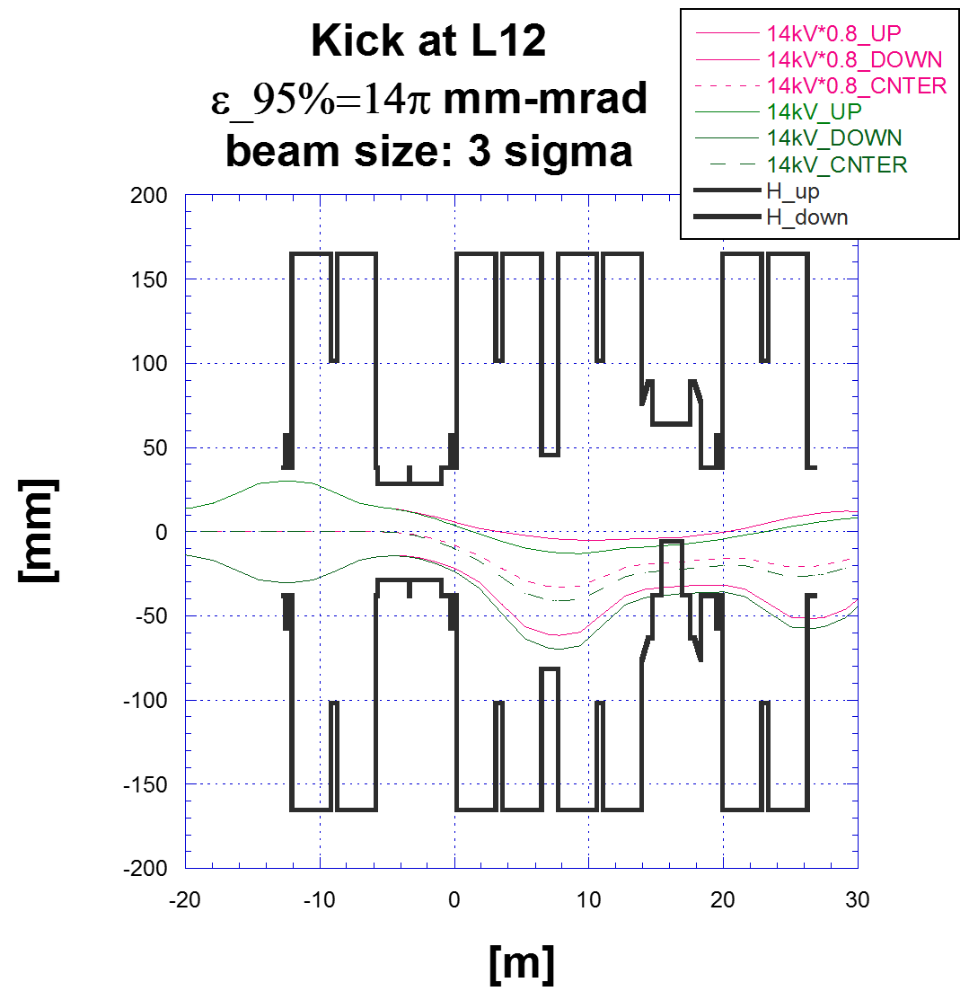 Kick at L12
ε_95%=14π mm-mrad
beam size: 3 sigma
14kV*0.8_UP
14kV*0.8_DOWN
14kV*0.8_CNTER
14kV_UP
14kV_DOWN
14kV_CNTER
H_up
H_down
200
150
100
50
0
-50
-100
-150
-200
[mm]
-20
-10
0
10
20
30
[m]